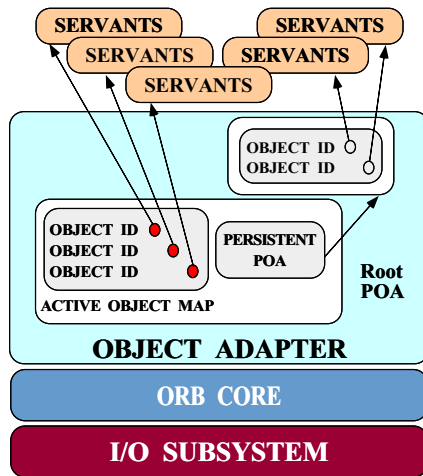 SERVANTS
SERVANTS
SERVANTS
SERVANTS
SERVANTS
OBJECT ID
OBJECT ID
OBJECT ID
OBJECT ID
OBJECT ID
PERSISTENT
POA
ACTIVE OBJECT MAP
Root
POA
OBJECT ADAPTER
ORB CORE
I/O SUBSYSTEM